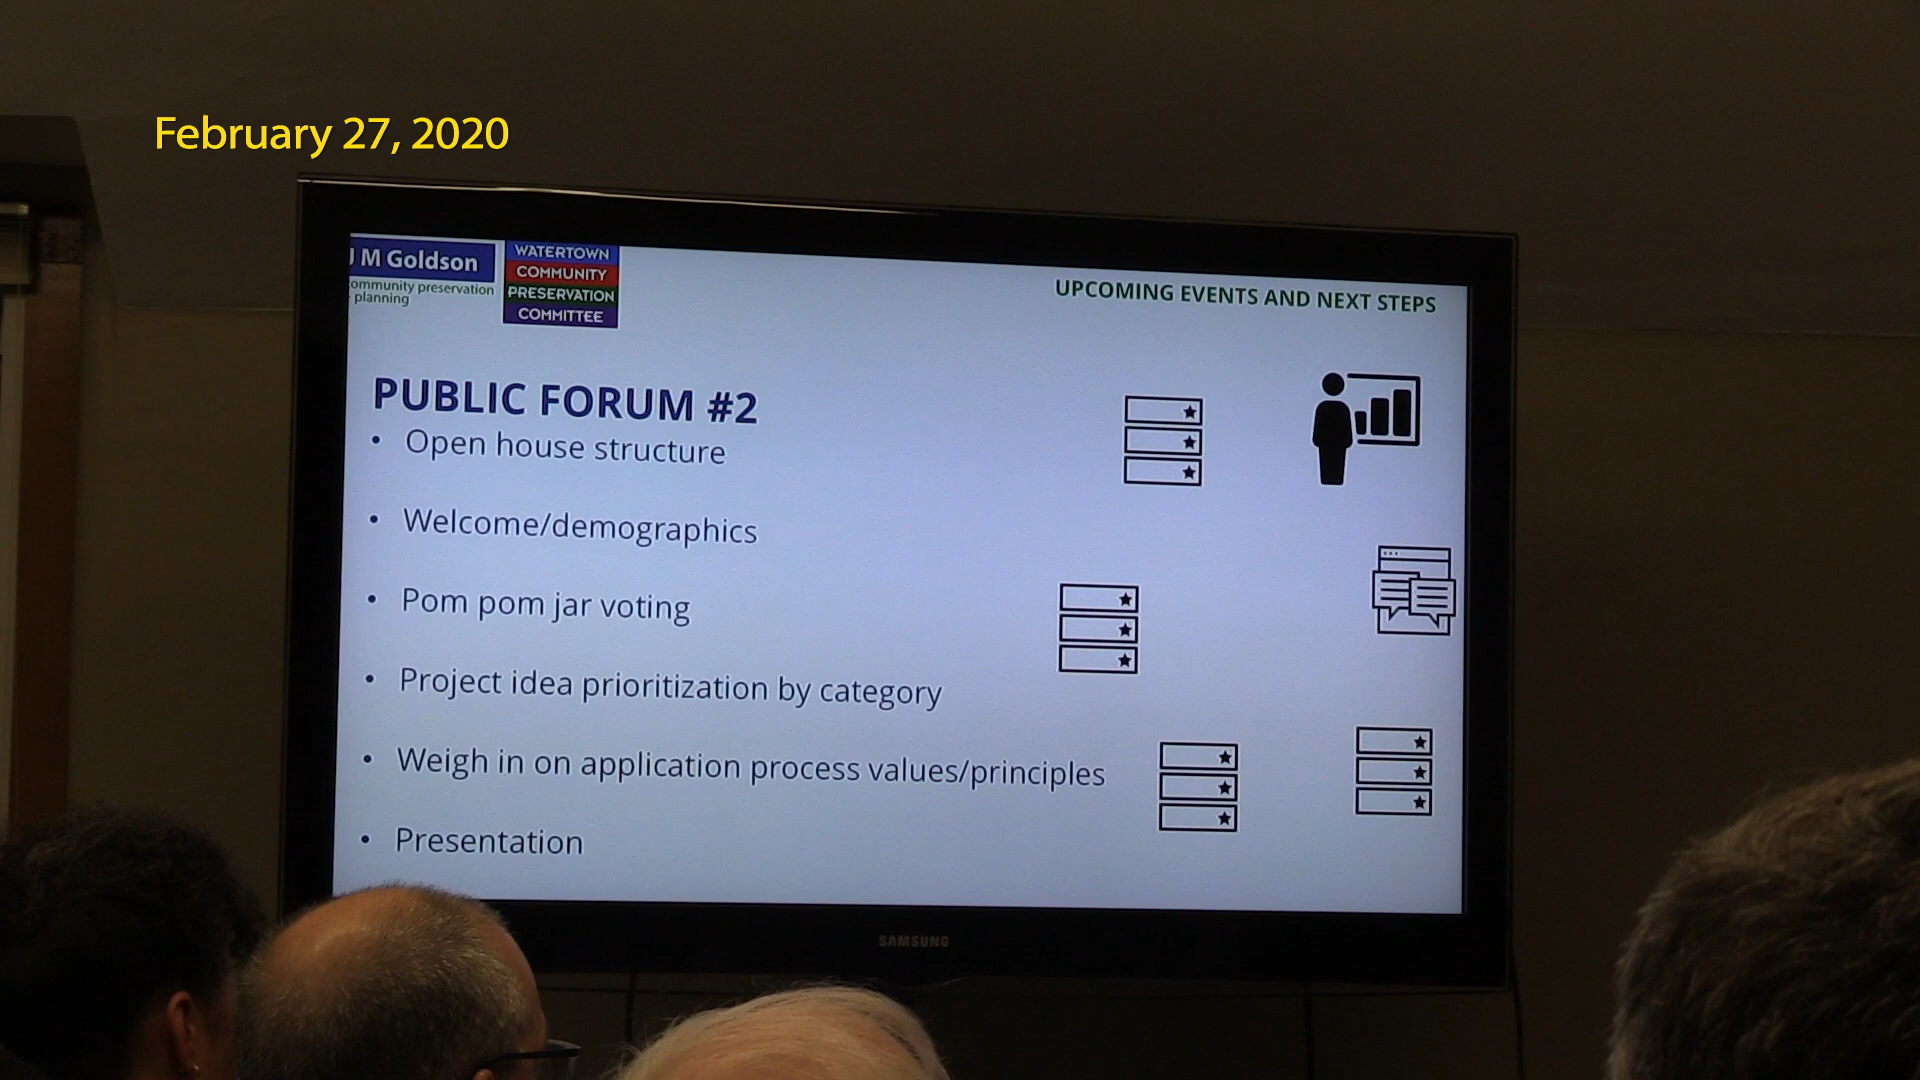 February 27, 2020
J M Goldson
ommunity preservation
planning
WATERTOWN
COMMUNITY
PRESERVATION
COMMITTEE
UPCOMING EVENTS AND NEXT STEPS
PUBLIC FORUM #2
• Open house structure
• Welcome/demographics
• Pom pom jar voting
• Project idea prioritization by category
• Weigh in on application process values/principles
• Presentation
SAMSUNG